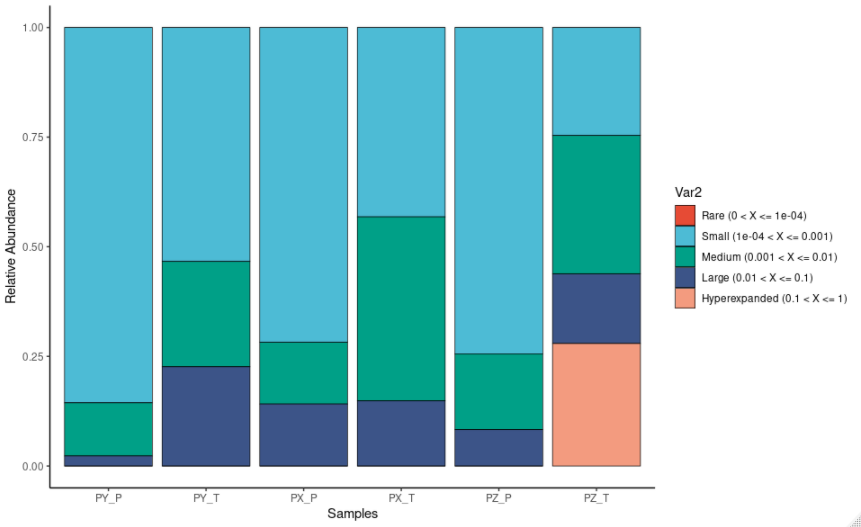 1.00
0.75
0.50
0.25
0.00
Relative Abundance
PY_P PY_T PX_P PX_T PZ_P PZ_T
Samples
Var2
Rare (0 < X <= 1e-04)
Small (1e-04 < X <= 0.001)
Medium (0.001 < X <= 0.01)
Large (0.01 < X <= 0.1)
Hyperexpanded (0.1 < X <= 1)